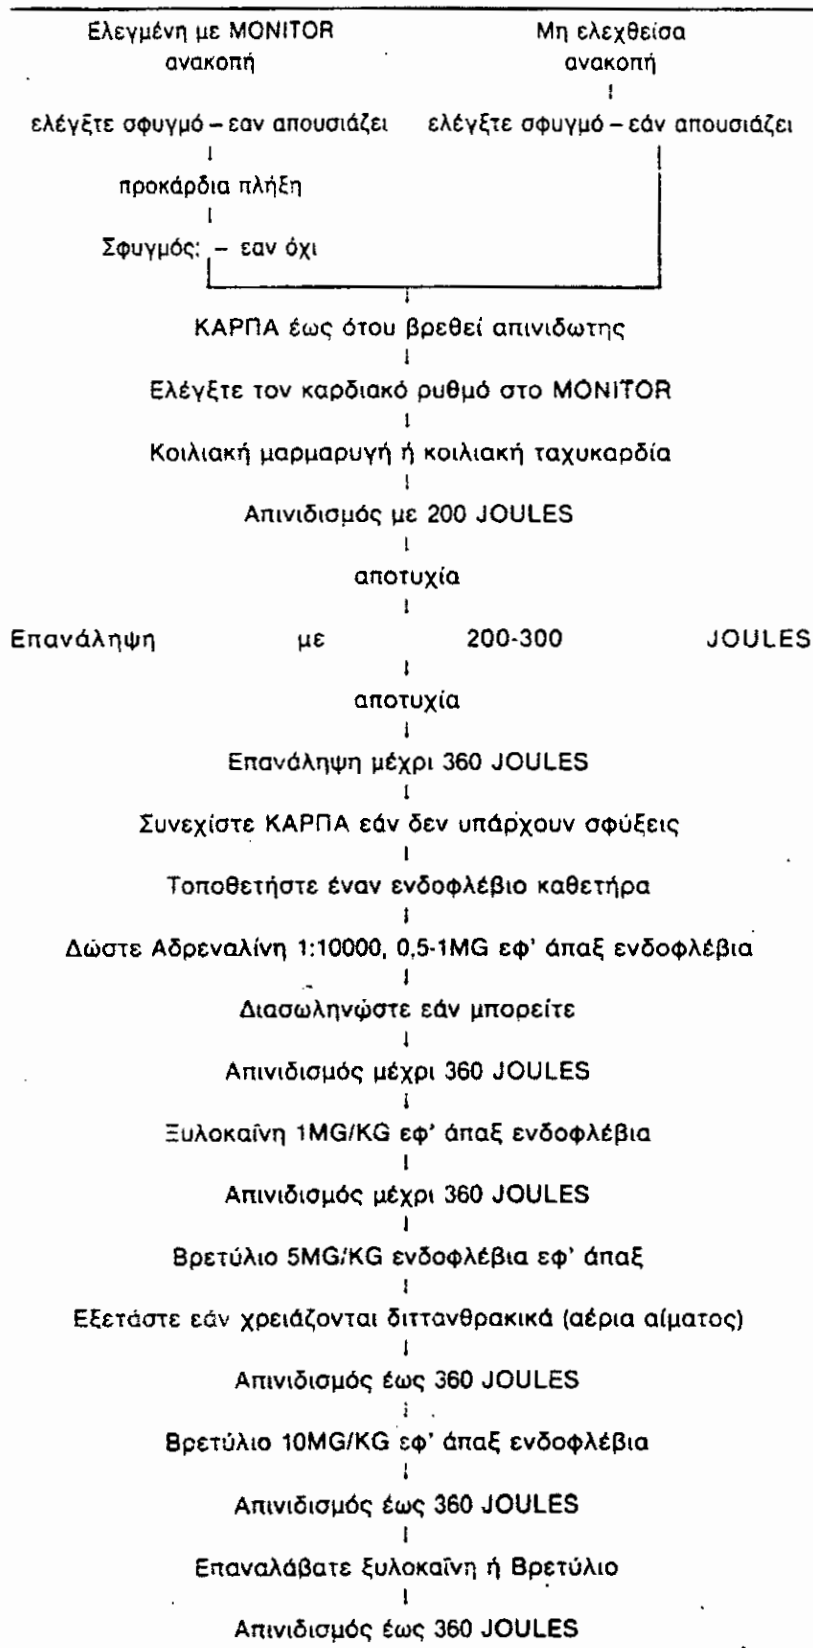 Ελεγμένη με MONITOR
ανακοπή
Μη ελεχθείσα
ανακοπή
ελέγξτε σφυγμό – εαν απουσιάζει
ελέγξτε σφυγμό – εάν απουσιάζει
προκάρδια πλήξη
Σφυγμός; – εαν όχι
ΚΑΡΠΑ έως ότου βρεθεί απινιδωτης
Ελέγξτε τον καρδιακό ρυθμό στο MONITOR
Κοιλιακή μαρμαρυγή ή κοιλιακή ταχυκαρδία
Απινιδισμός με 200 JOULES
αποτυχία
Επανάληψη με 200-300 JOULES
αποτυχία
Επανάληψη μέχρι 360 JOULES
Συνεχίστε ΚΑΡΠΑ εάν δεν υπάρχουν σφύξεις
Τοποθετήστε έναν ενδοφλέβιο καθετήρα
Δώστε Αδρεναλίνη 1:10000, 0,5-1MG εφ' άπαξ ενδοφλέβια
Διασωληνώστε εάν μπορείτε
Απινιδισμός μέχρι 360 JOULES
Ξυλοκαΐνη 1MG/KG εφ' άπαξ ενδοφλέβια
Απινιδισμός μέχρι 360 JOULES
Βρετύλιο 5MG/KG ενδοφλέβια εφ' άπαξ
Εξετάστε εάν χρειάζονται διττανθρακικά (αέρια αίματος)
Απινιδισμός έως 360 JOULES
Βρετύλιο 10MG/KG εφ' άπαξ ενδοφλέβια
Απινιδισμός έως 360 JOULES
Επαναλάβατε ξυλοκαΐνη ή Βρετύλιο
Απινιδισμός έως 360 JOULES